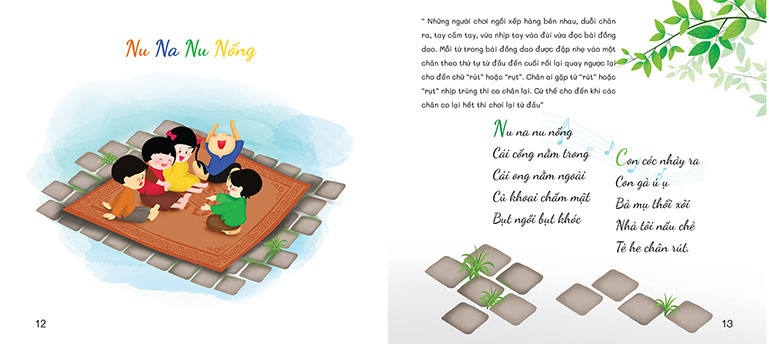 Nu Na Nu Nống
12
" Những người chơi ngồi xếp hàng bên nhau, duỗi chân
ra, tay cầm tay, vừa nhịp tay vào đùi vừa đọc bài đồng
dao. Mỗi từ trong bài đồng dao được đập nhẹ vào một
chân theo thứ tự từ đầu đến cuối rồi lại quay ngược lại
cho đến chữ "rút" hoặc "rụt". Chân ai gặp từ "rút" hoặc
"rụt" nhịp trúng thì co chân lại. Cứ thế cho đến khi các
chân co lại hết thì chơi lại từ đầu"
Nu na nu nống
Cái cống nằm trong
Cái ong nằm ngoài
Củ khoai chấm mật
Bụt ngồi bụt khóc
Con cóc nhảy ra
Con gà ú ụ
Bà mụ thổi xôi
Nhà tôi nấu chè
Tè he chân rút.
13